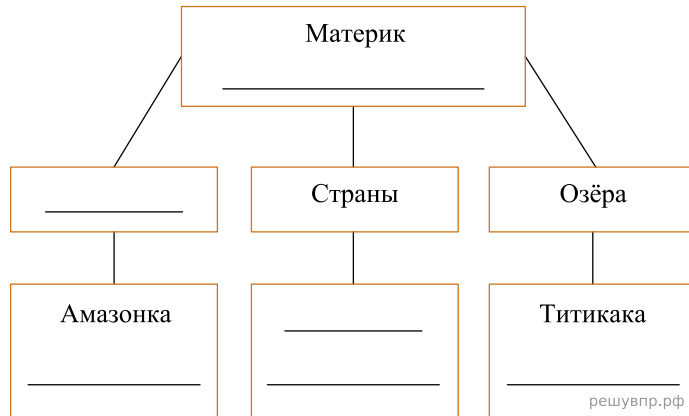 Материк
Страны
Озёра
Амазонка
Титикака
решувпр.рф